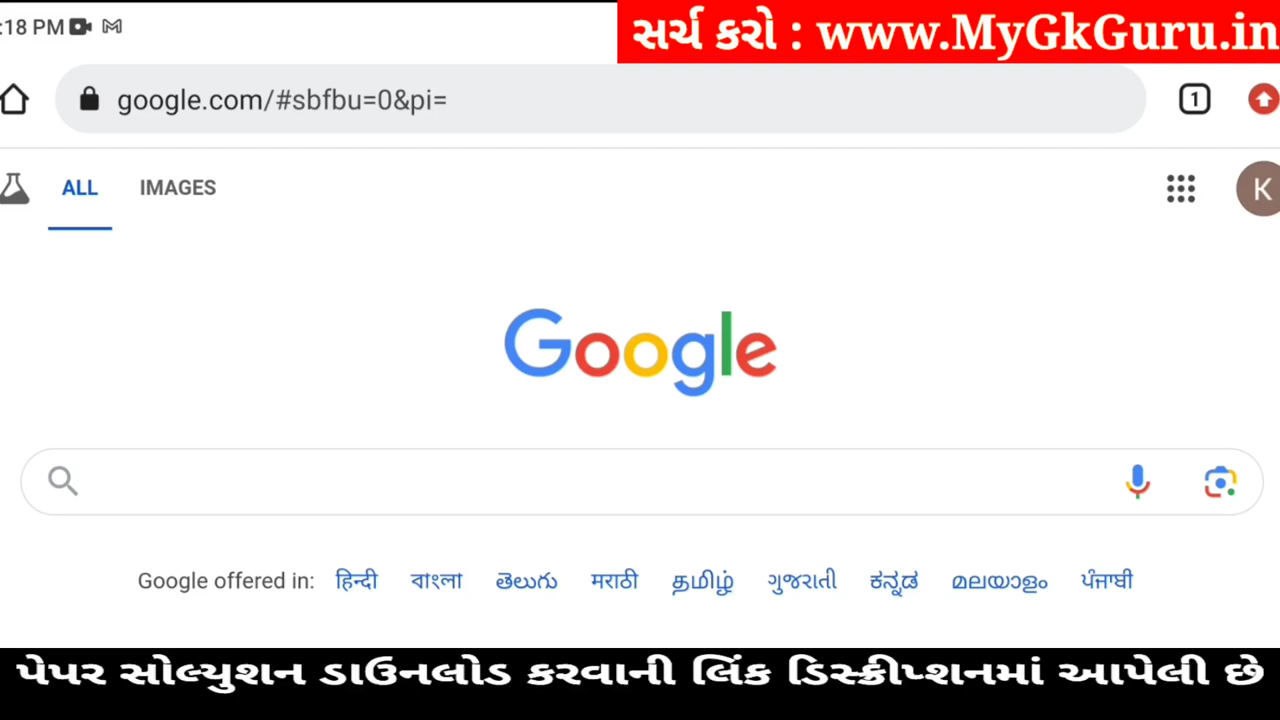 :18 PM
સર્ચ કરો : www.MyGkGuru.in
google.com/#sbfbu=0&pi=
1
ALL IMAGES
K
Google
Google offered in: हिन्दी বাংলা తెలుగు मराठी தமிழ் ગુજરાતી ಕನ್ನಡ മലയാളം ਪੰਜਾਬੀ
પેપર સોલ્યુશન ડાઉનલોડ કરવાની લિંક ડિસ્ક્રીપ્શનમાં આપેલી છે